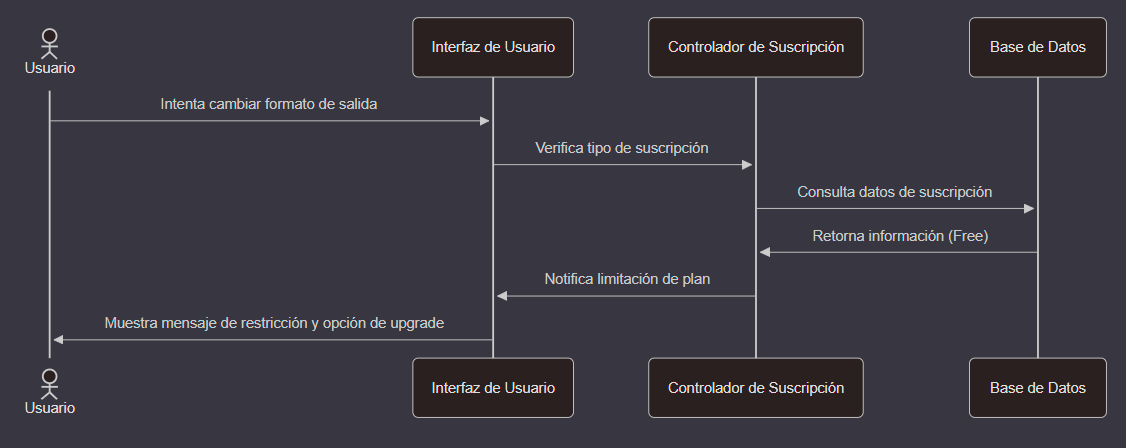 Usuario
Interfaz de Usuario
Controlador de Suscripción
Base de Datos
Intenta cambiar formato de salida
Verifica tipo de suscripción
Consulta datos de suscripción
Retorna información (Free)
Notifica limitación de plan
Muestra mensaje de restricción y opción de upgrade
Usuario
Interfaz de Usuario
Controlador de Suscripción
Base de Datos